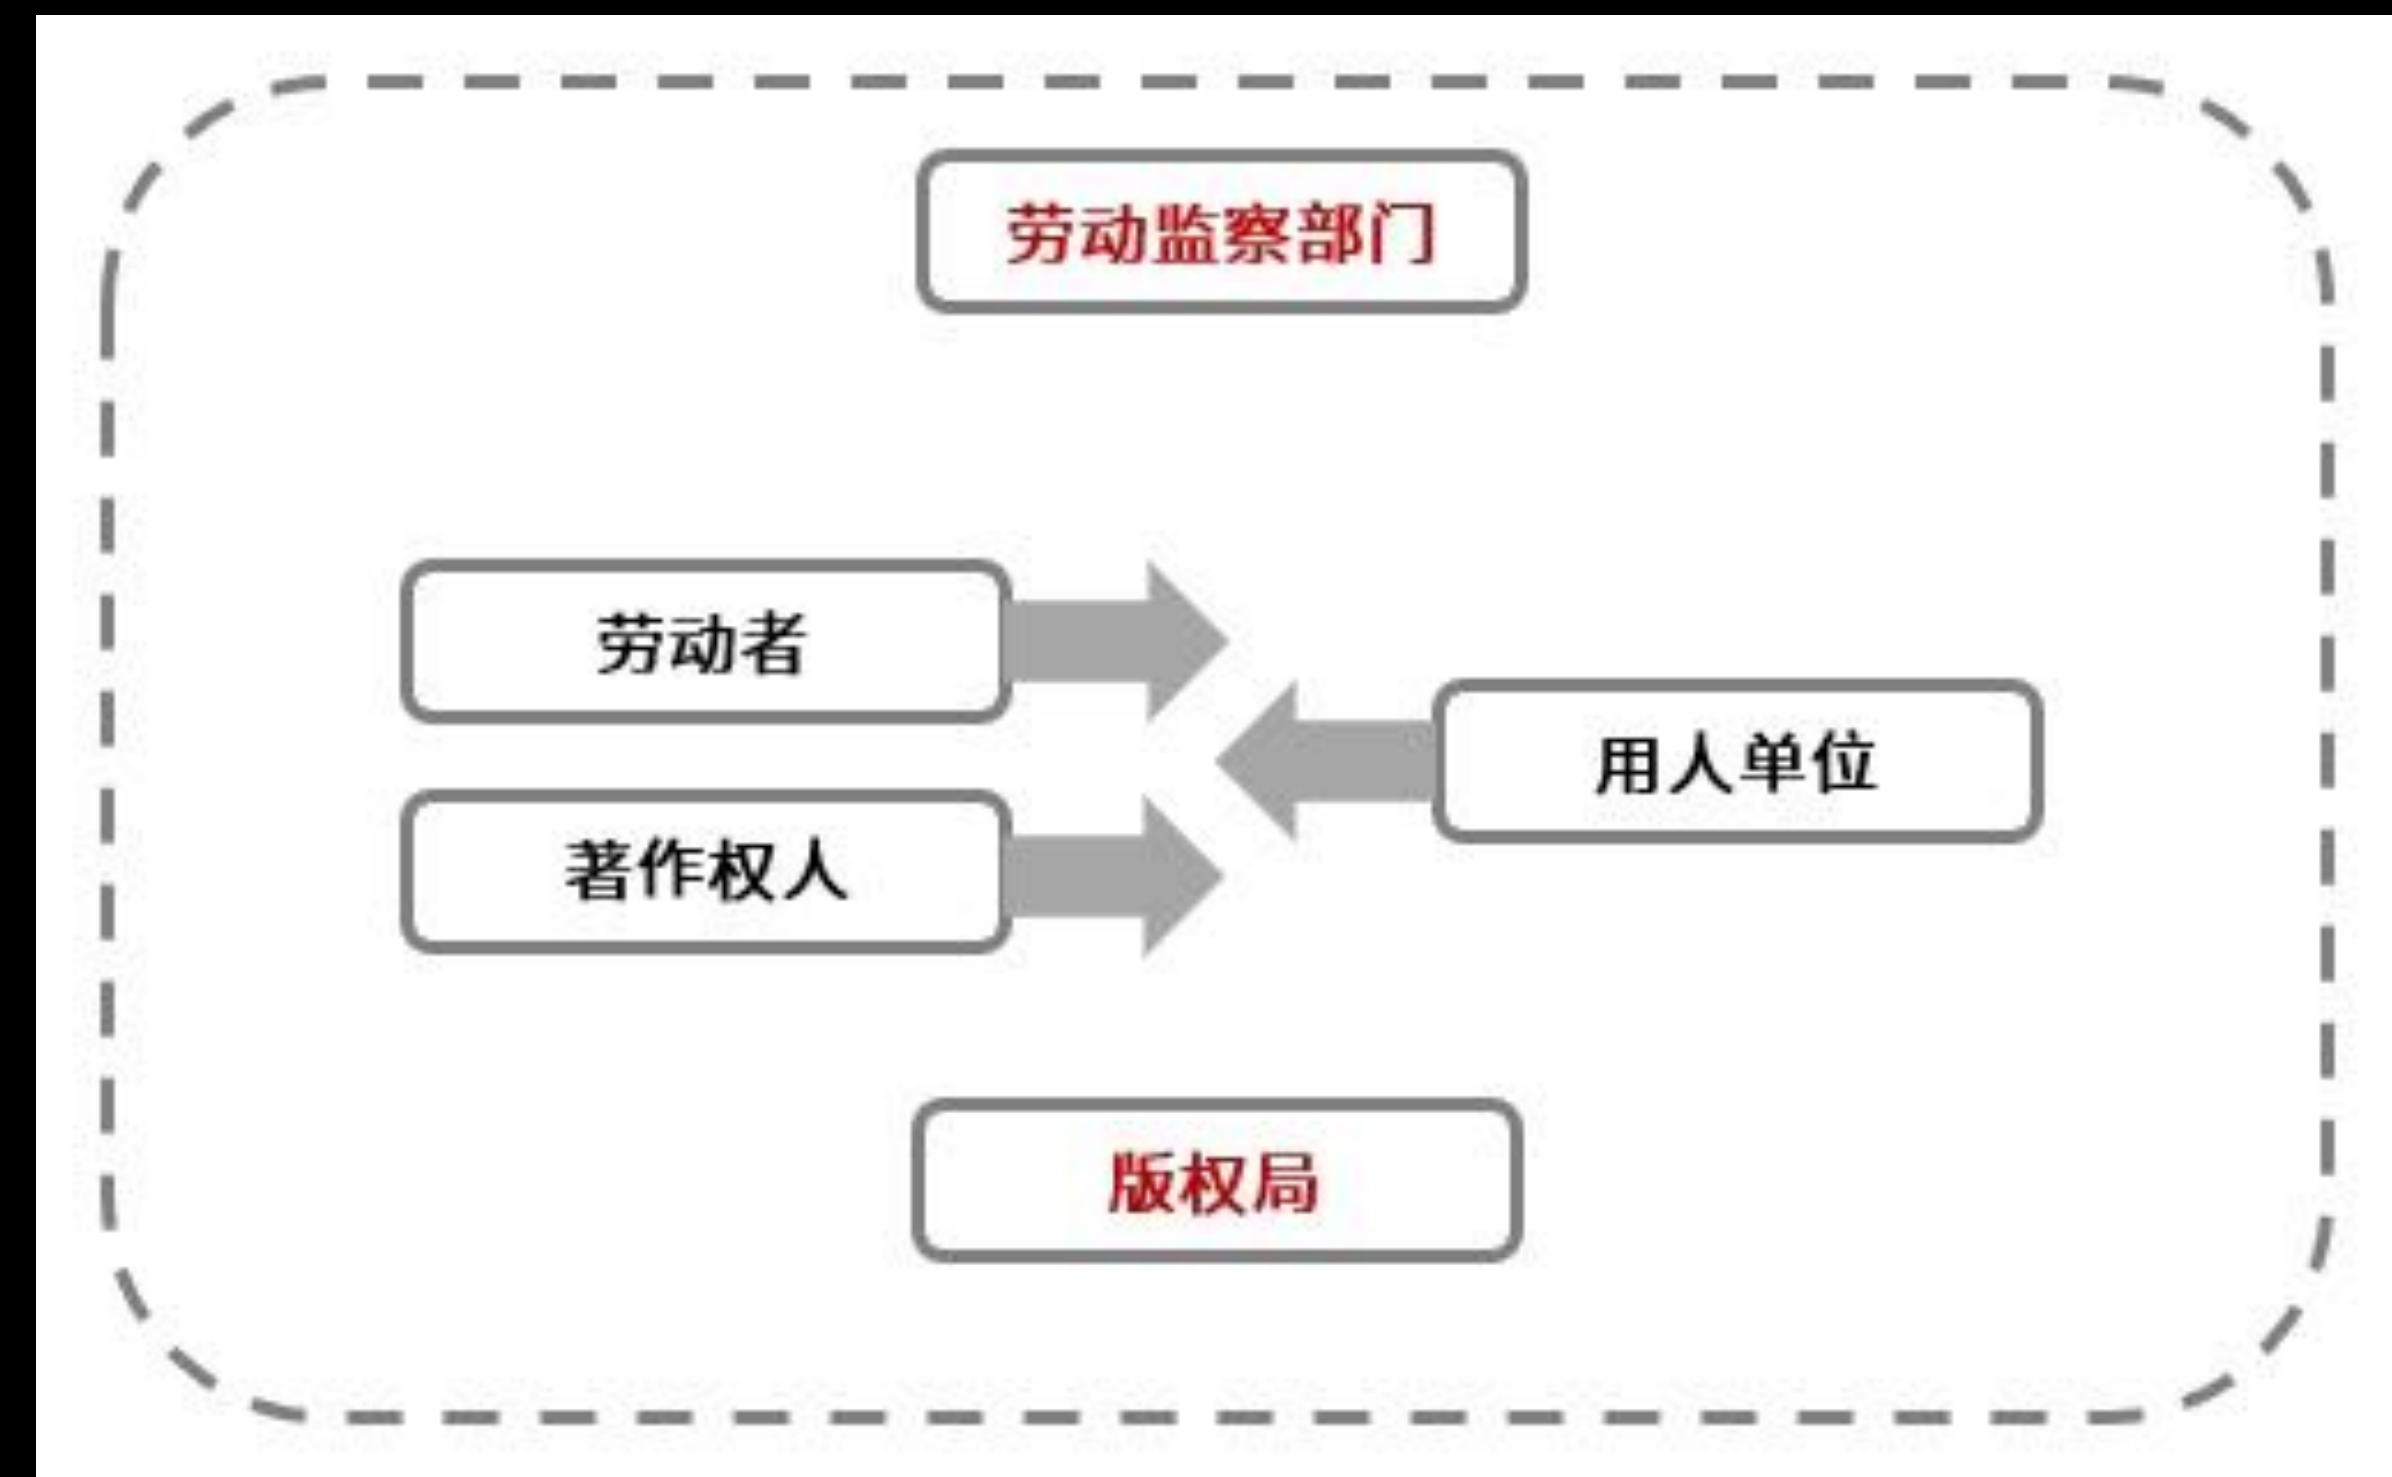 劳动监察部门
劳动者
用人单位
著作权人
版权局